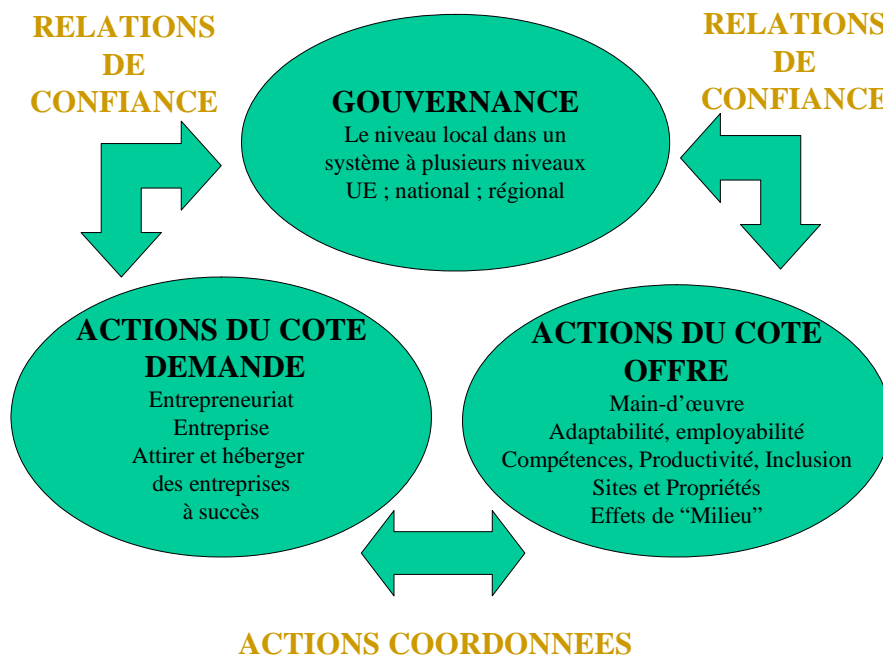 RELATIONS
DE
CONFIANCE
RELATIONS
DE
CONFIANCE
GOUVERNANCE
Le niveau local dans un
système à plusieurs niveaux
UE ; national ; régional
ACTIONS DU COTE
DEMANDE
Entrepreneuriat
Entreprise
Attirer et héberger
des entreprises
à succès
ACTIONS DU COTE
OFFRE
Main-d’œuvre
Adaptabilité, employabilité
Compétences, Productivité, Inclusion
Sites et Propriétés
Effets de “Milieu”
ACTIONS COORDONNEES